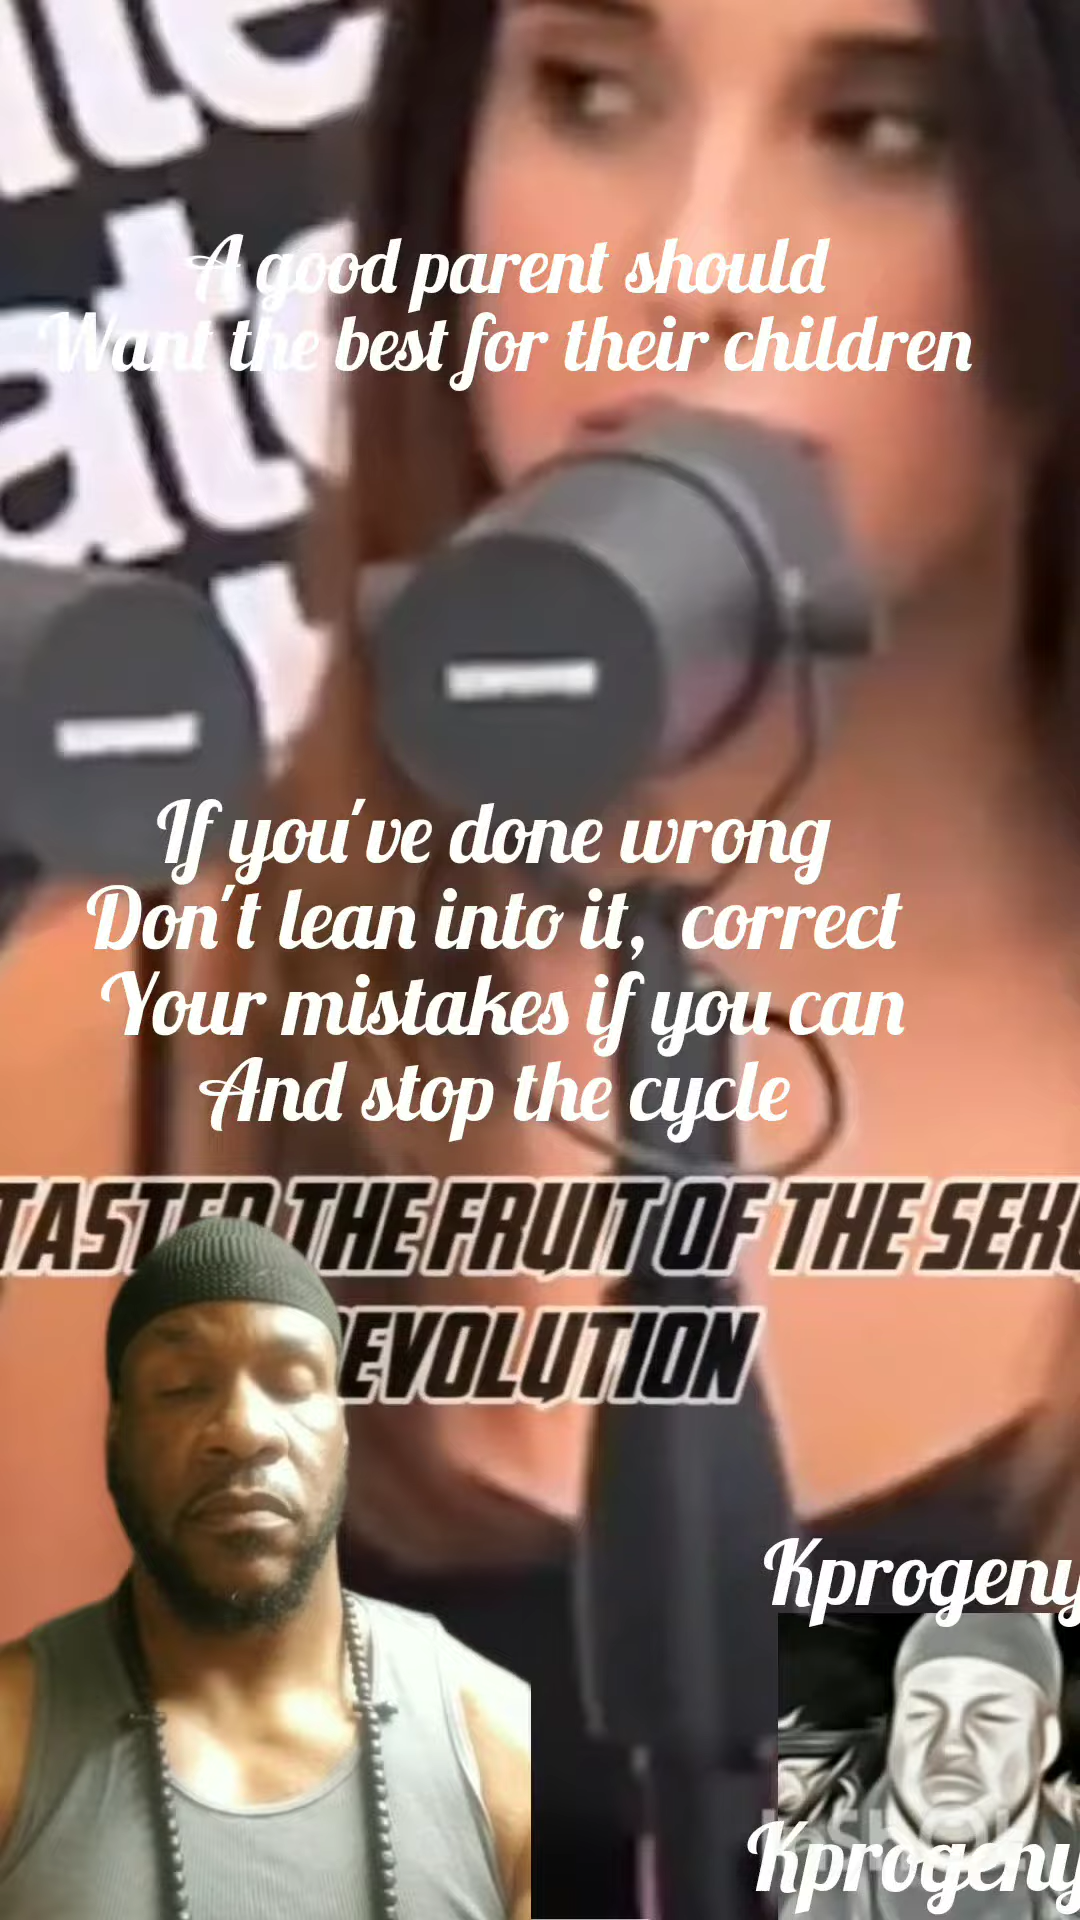 A good parent should
Want the best for their children
If you've done wrong
Don't lean into it, correct
Your mistakes if you can
And stop the cycle
THE FRUIT OF THE
Kprogeny
Kprogeny